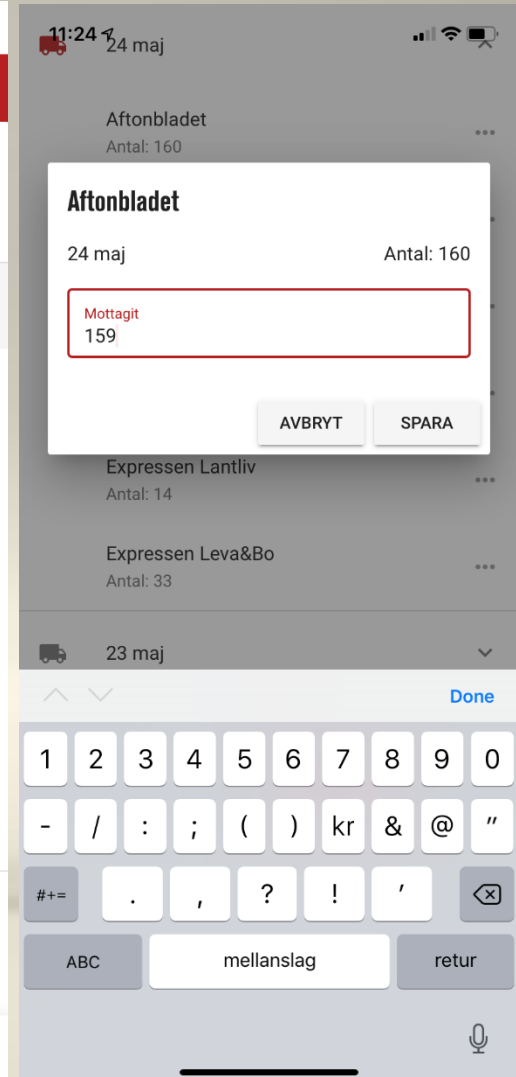 11:24
24 maj
Aftonbladet
Antal: 160
Aftonbladet
24 maj Antal: 160
Mottagit
159
AVBRYT SPARA
Expressen Lantliv
Antal: 14
Expressen Leva&Bo
Antal: 33
23 maj
Done
1 2 3 4 5 6 7 8 9 0
- / : ; ( ) kr & @ "
#+= . , ? ! '
ABC mellanslag retur